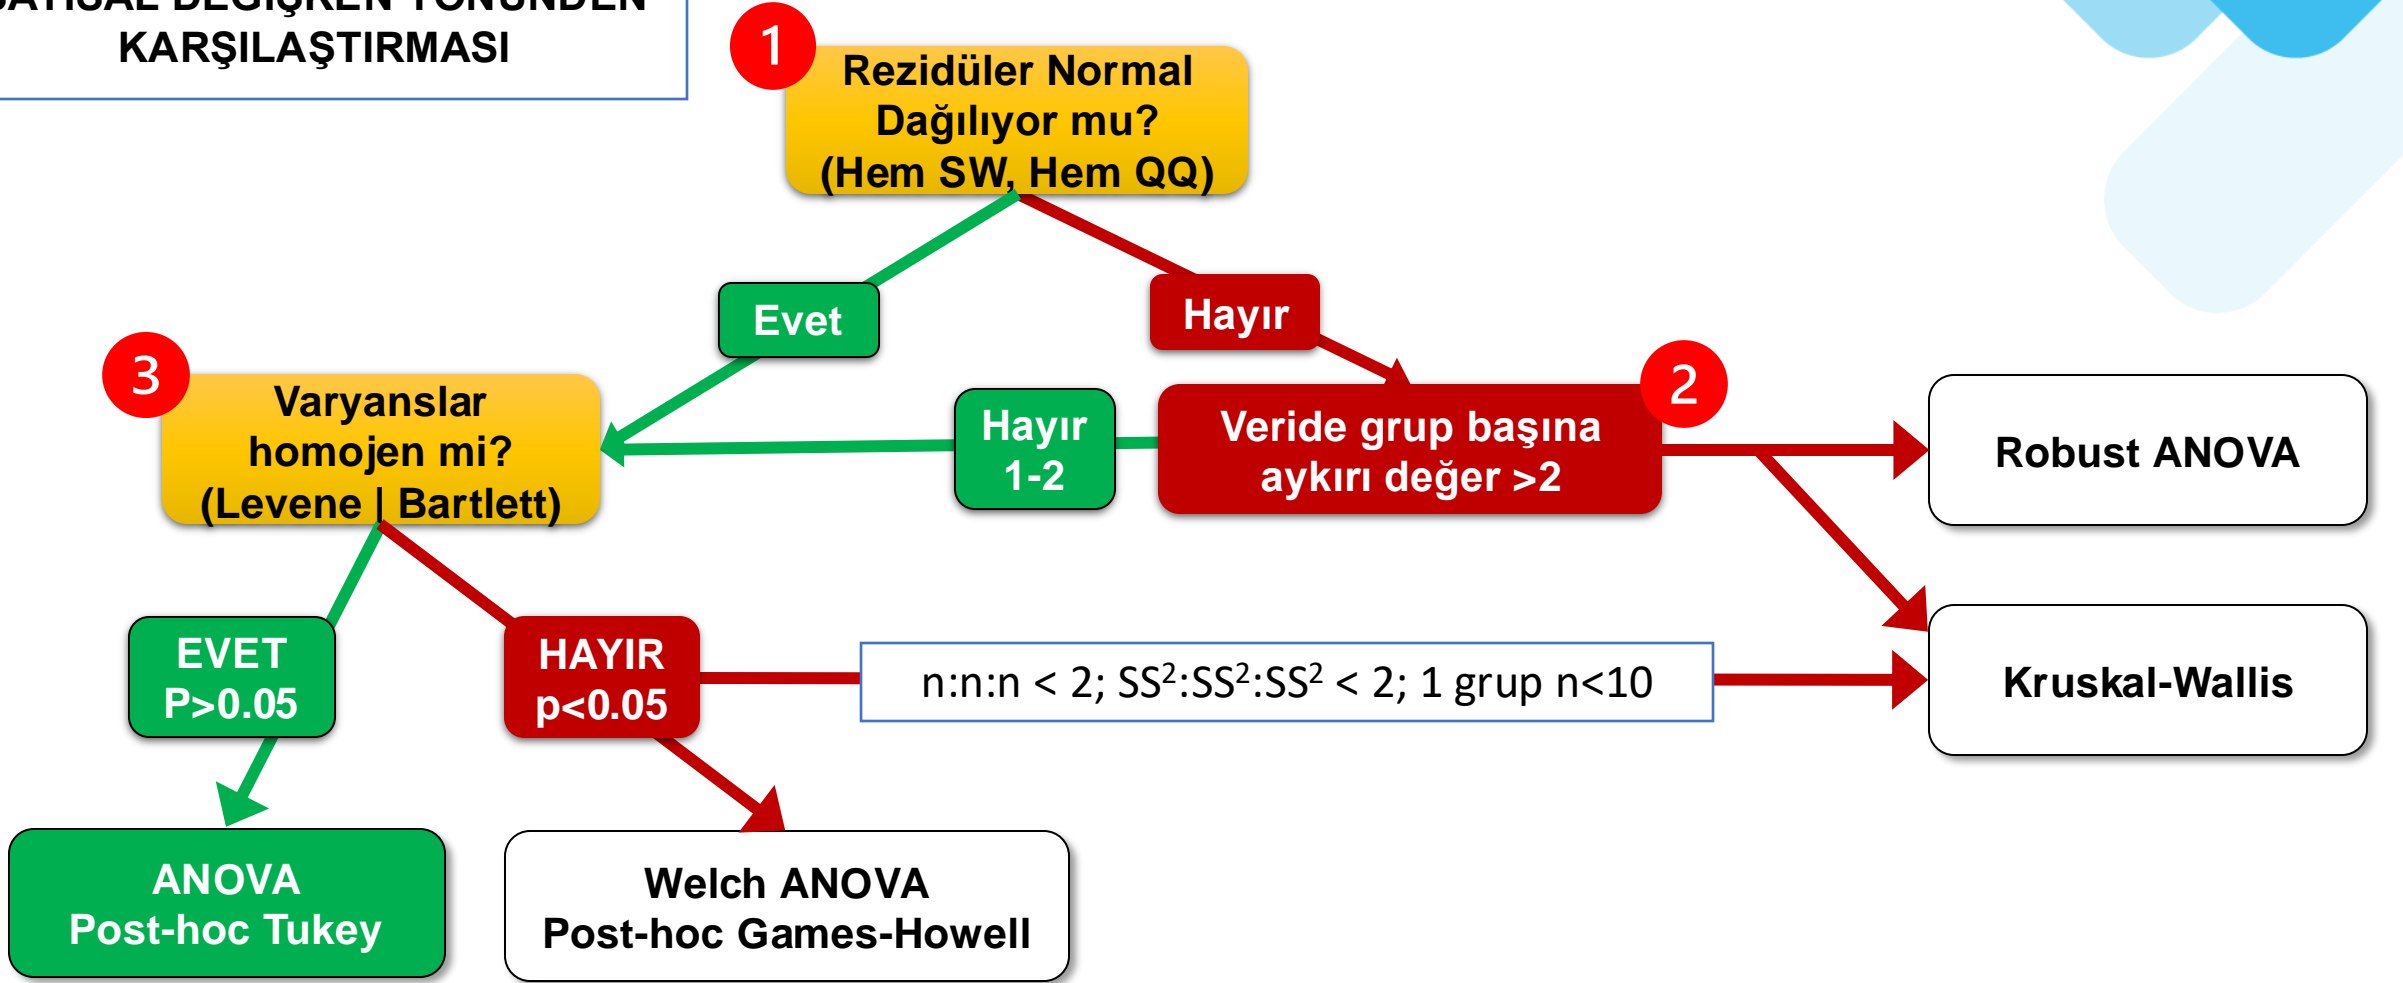 KARŞILAŞTIRMASI
1
Rezidüler Normal
Dağılıyor mu?
(Hem SW, Hem QQ)
Evet
Hayır
3
Varyanslar
homojen mi?
(Levene | Bartlett)
Hayır
1-2
2
Veride grup başına
aykırı değer >2
Robust ANOVA
EVET
P>0.05
HAYIR
p<0.05
n:n:n < 2; SS²:SS²:SS² < 2; 1 grup n<10
Kruskal-Wallis
ANOVA
Post-hoc Tukey
Welch ANOVA
Post-hoc Games-Howell